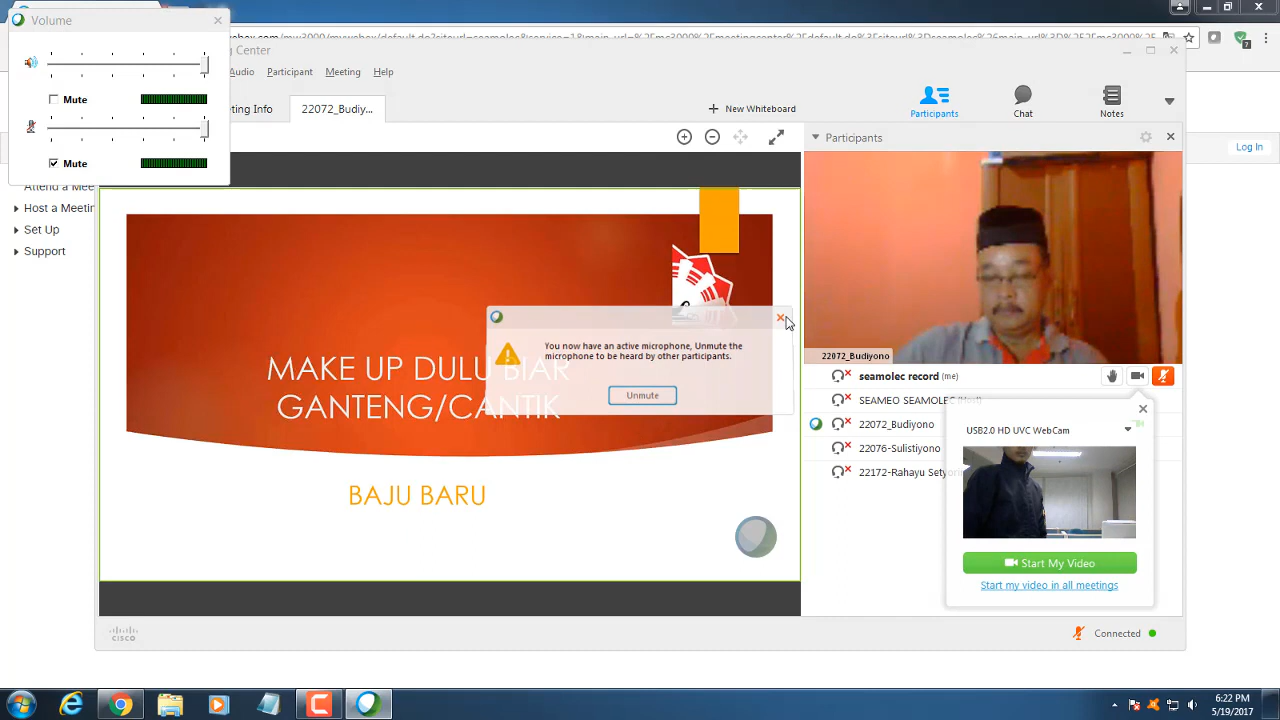 Volume
Mute
Mute
g Center
Audio
Participant
Meeting
Help
ting Info
22072_Budiy...
New Whiteboard
Participants
Chat
Notes
Participants
Log In
Attend a Mee
Host a Meetin
Set Up
Support
You now have an active microphone, Unmute the
microphone to be heard by other participants.
Unmute
MAKE UP DULU BIAR
GANTENG/CANTIK
BAJU BARU
22072_Budiyono
seamolec record (me)
SEAMEO SEAMOLEC (Host)
22072_Budiyono
22076-Sulistiyono
22172-Rahayu Setyo
USB2.0 HD UVC WebCam
Start My Video
Start my video in all meetings
cisco
Connected
7
6:22 PM
5/19/2017